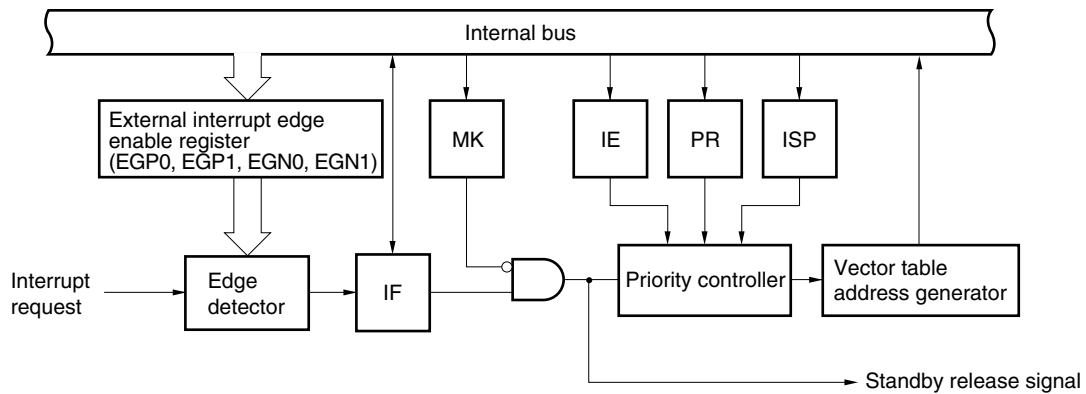 Internal bus
External interrupt edge
enable register
(EGP0, EGP1, EGN0, EGN1)
MK
IE
PR
ISP
Interrupt
request
Edge
detector
IF
Priority controller
Vector table
address generator
Standby release signal